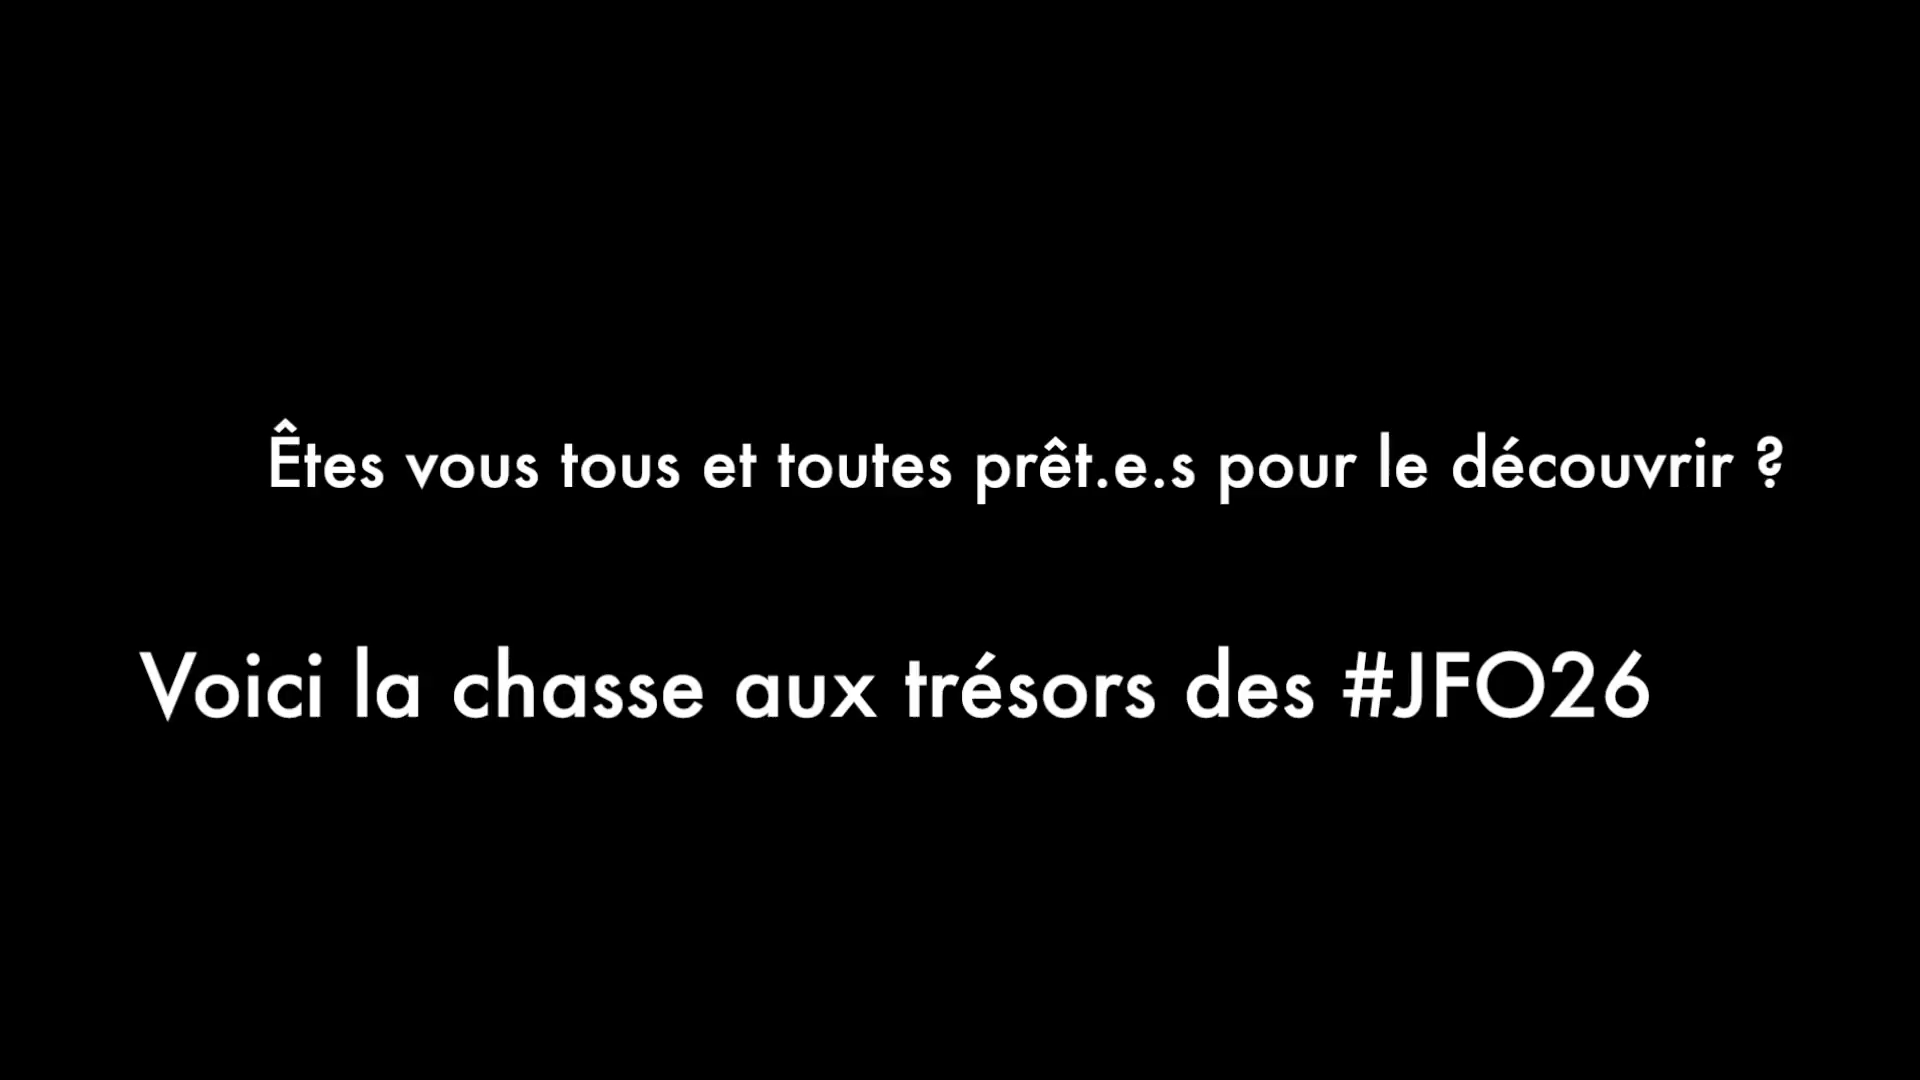 Êtes vous tous et toutes prêt.e.s pour le découvrir ?
Voici la chasse aux trésors des #JFO26